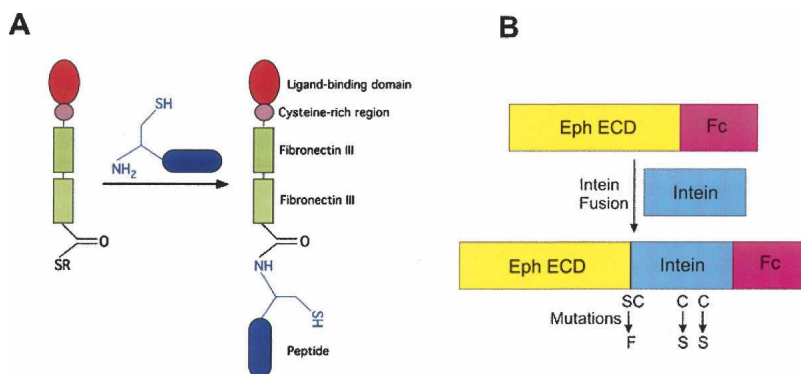 A
SH
NH2
O
SR
Ligand-binding domain
Cysteine-rich region
Fibronectin III
Fibronectin III
O
NH
SH
Peptide
B
Eph ECD Fc
Intein
Fusion
Intein
Eph ECD Intein Fc
SC C C
Mutations
F S S